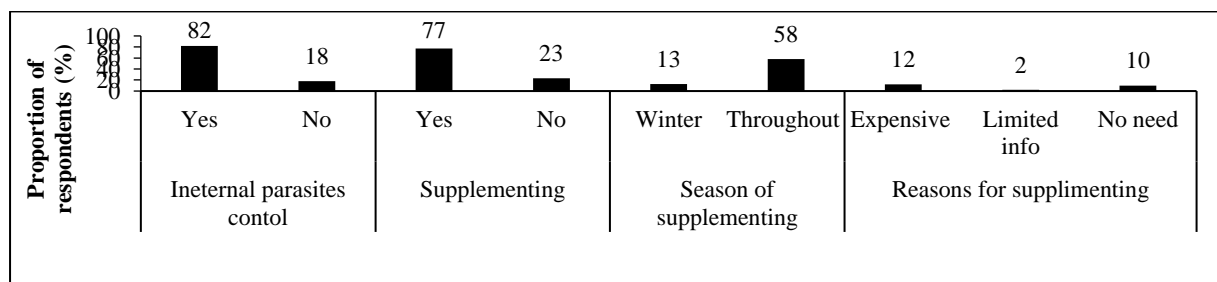 Proportion of
respondents (%)
100
80
60
40
20
0
82
18
77
23
13
58
12
2
10
Yes
No
Yes
No
Winter
Throughout
Expensive
Limited
info
No need
Ineternal parasites
contol
Supplementing
Season of
supplementing
Reasons for supplimenting